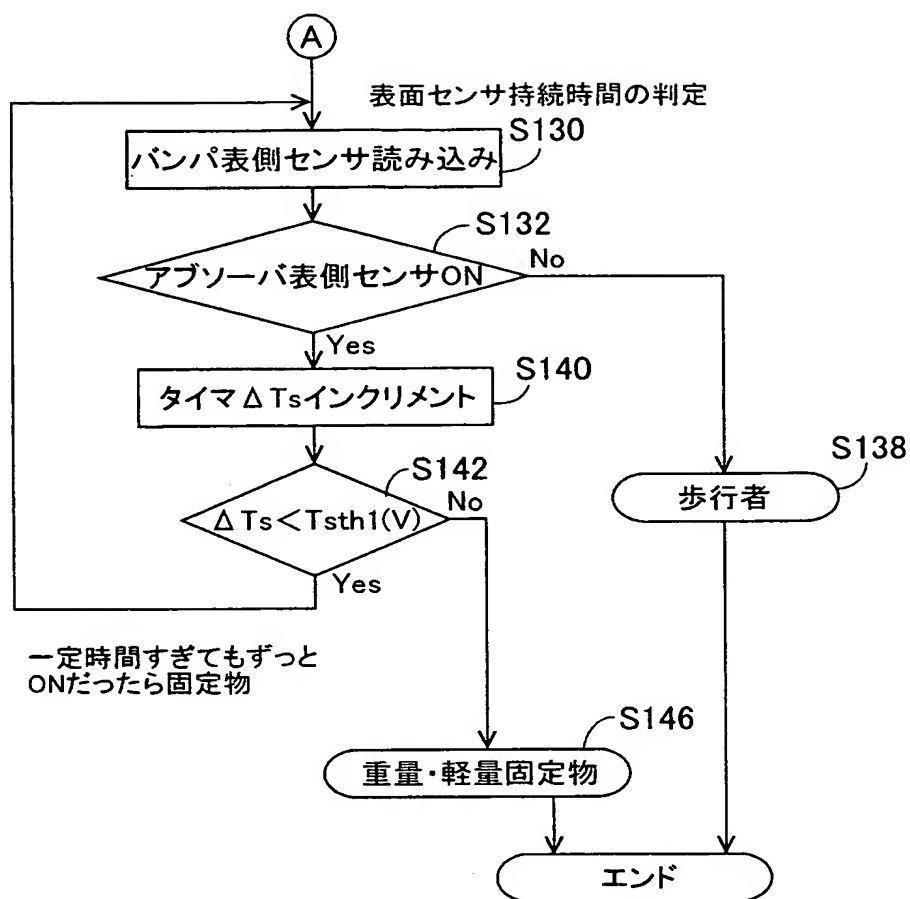 A
表面センサ持続時間の判定
S130
バンパ表側センサ読み込み
S132
アブソーバ表側センサON
No
Yes
S140
タイマΔTsインクリメント
S142
ΔTs<Tsth1(V)
No
Yes
S138
歩行者
一定時間すぎてもずっと
ONだったら固定物
S146
重量・軽量固定物
エンド